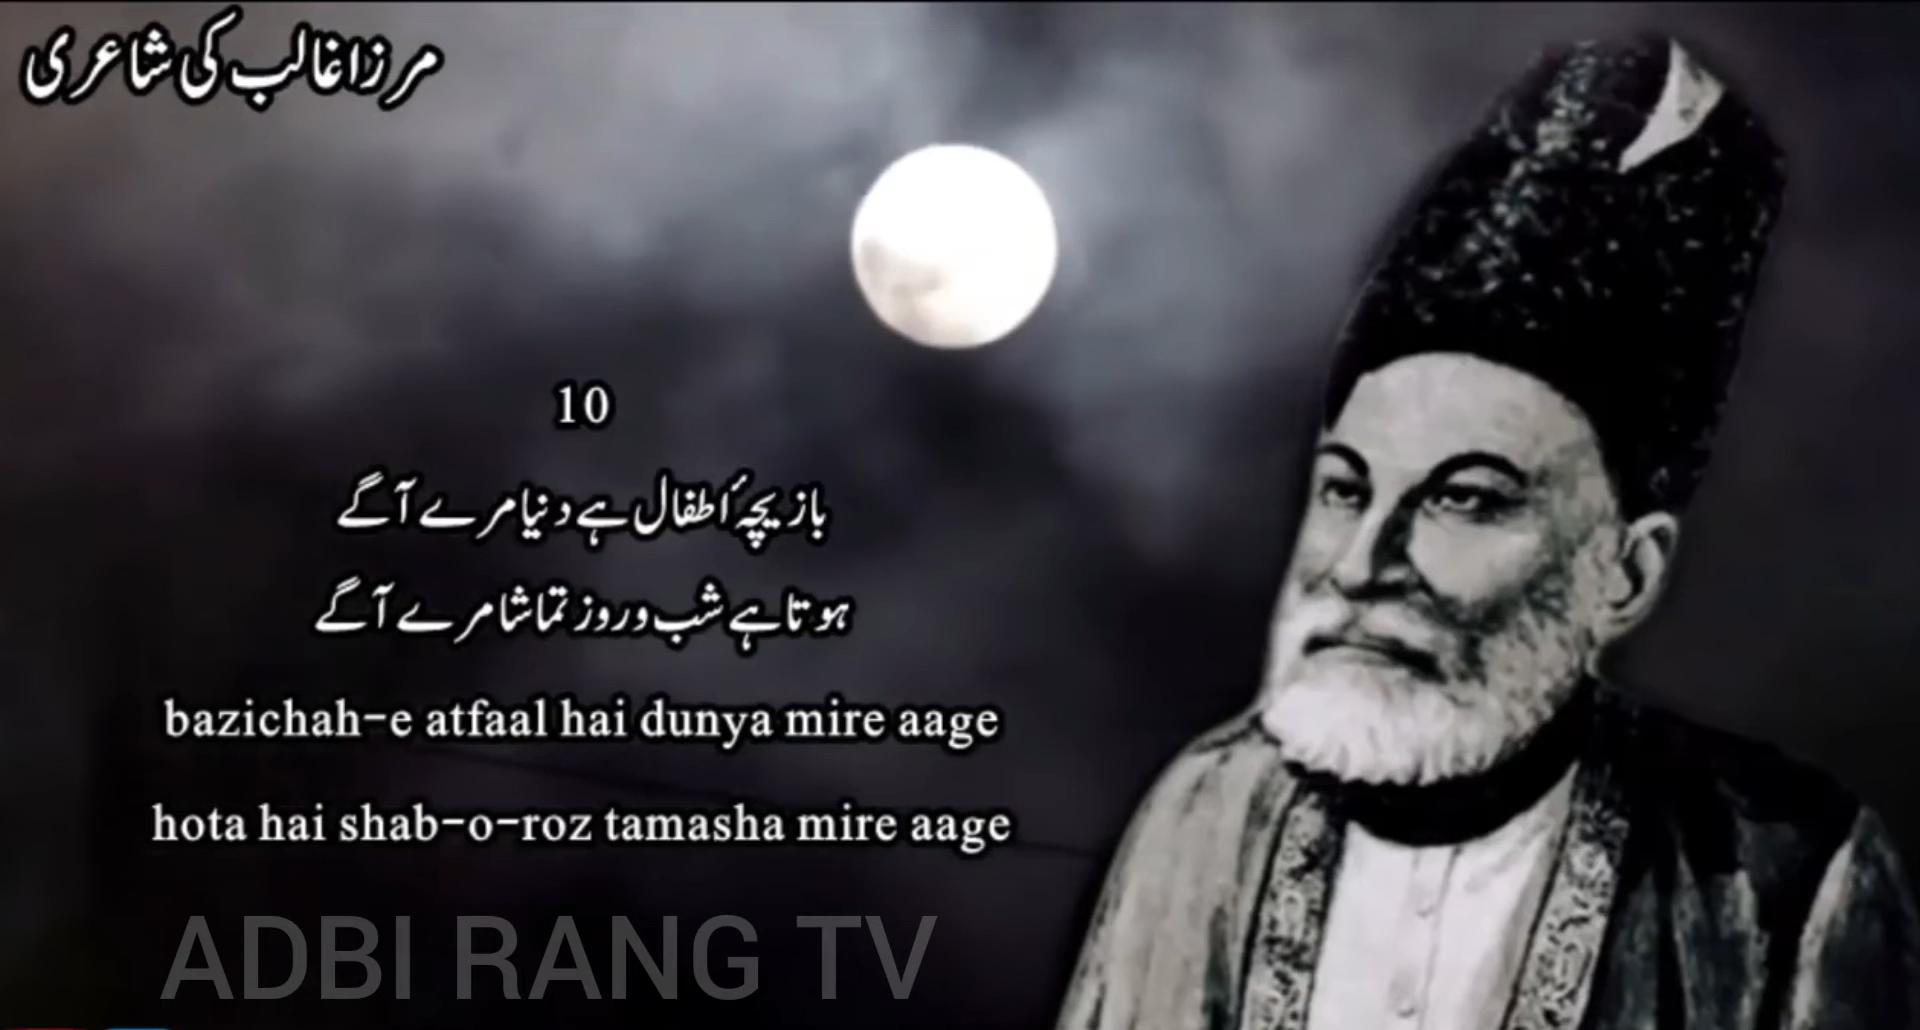 مرزا غالب کی شاعری
10
بازیچۂ اطفال ہے دنیا مرے آگے
ہوتا ہے شب و روز تماشا مرے آگے
bazichah-e atfaal hai dunya mire aage
hota hai shab-o-roz tamasha mire aage
ADBI RANG TV